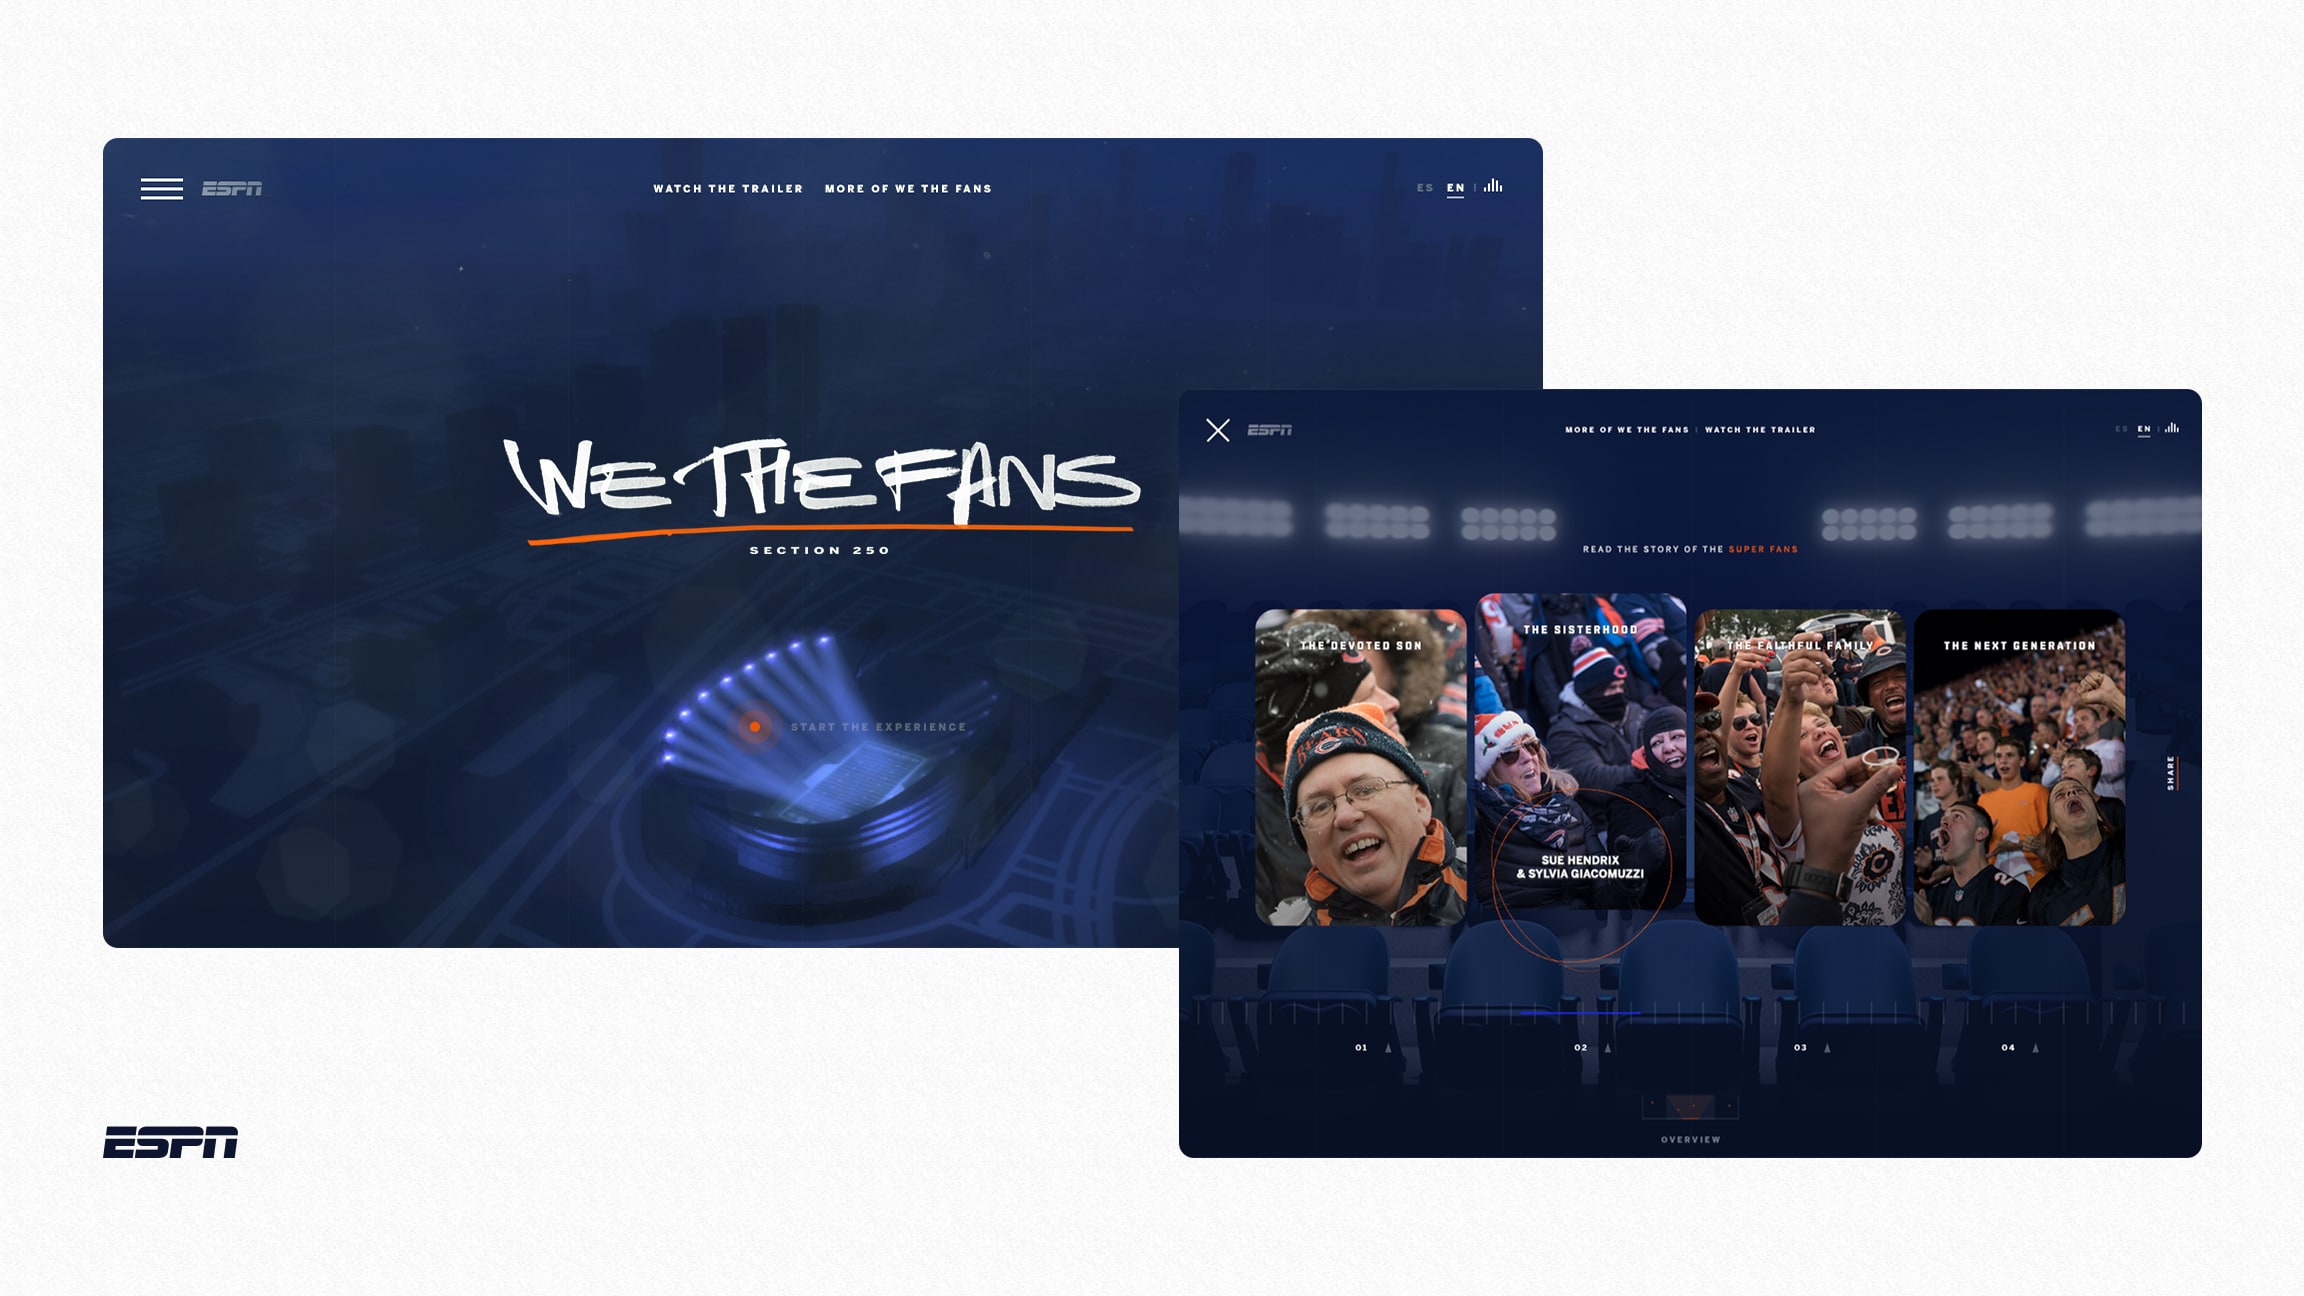 ESPN
WATCH THE TRAILER
MORE OF WE THE FANS
ES EN
WE THE FANS
SECTION 250
START THE EXPERIENCE
ESPN
MORE OF WE THE FANS | WATCH THE TRAILER
ES EN
READ THE STORY OF THE SUPER FANS
THE DEVOTED SON
THE SISTERHOOD
THE FAITHFUL FAMILY
THE NEXT GENERATION
BEARS
SUE HENDRIX
& SYLVIA GIACOMUZZI
SHARE
01
02
03
04
OVERVIEW
ESPN